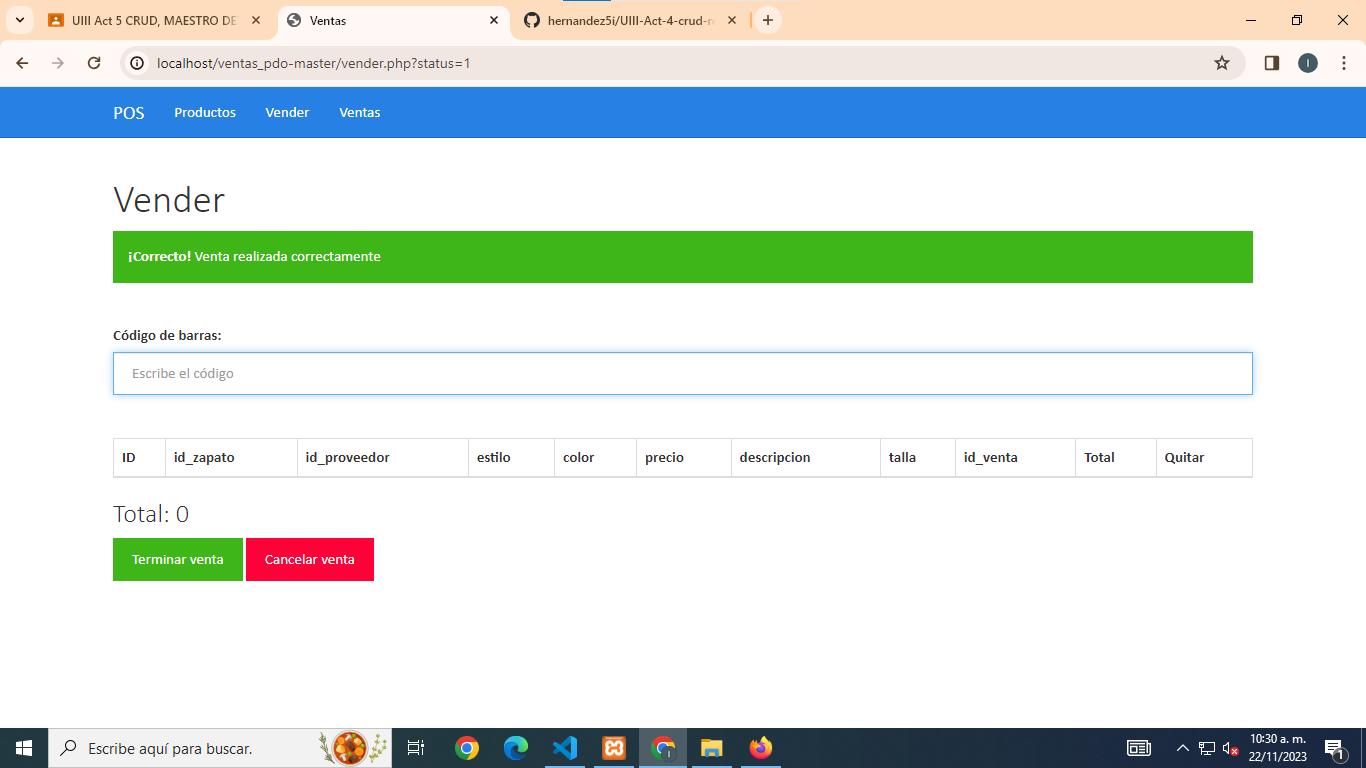 UIII Act 5 CRUD, MAESTRO DE
Ventas
hernandez5i/UIII-Act-4-crud-r
localhost/ventas_pdo-master/vender.php?status=1
I
POS Productos Vender Ventas
Vender
¡Correcto! Venta realizada correctamente
Código de barras:
Escribe el código
ID id_zapato id_proveedor estilo color precio descripcion talla id_venta Total Quitar
Total: 0
Terminar venta Cancelar venta
Escribe aquí para buscar.
10:30 a. m.
22/11/2023
1